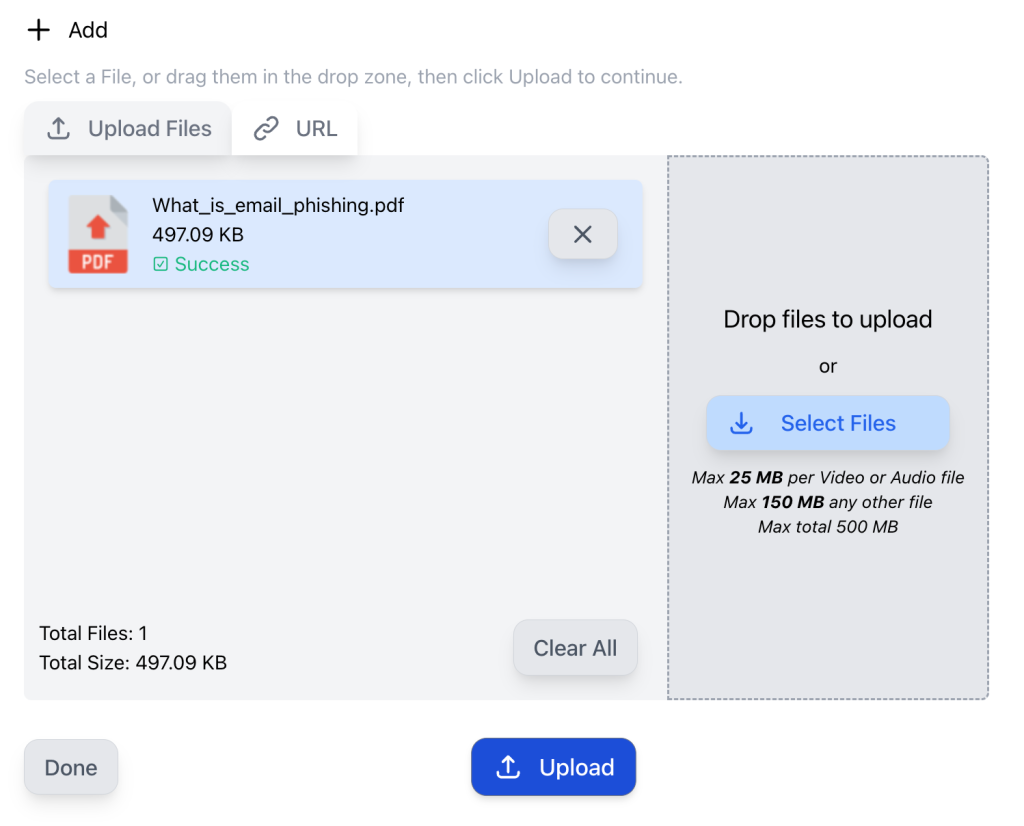 Add
Select a File, or drag them in the drop zone, then click Upload to continue.
Upload Files
URL
What_is_email_phishing.pdf
497.09 KB
Success
PDF
Drop files to upload
or
Select Files
Max 25 MB per Video or Audio file
Max 150 MB any other file
Max total 500 MB
Total Files: 1
Total Size: 497.09 KB
Clear All
Done
Upload